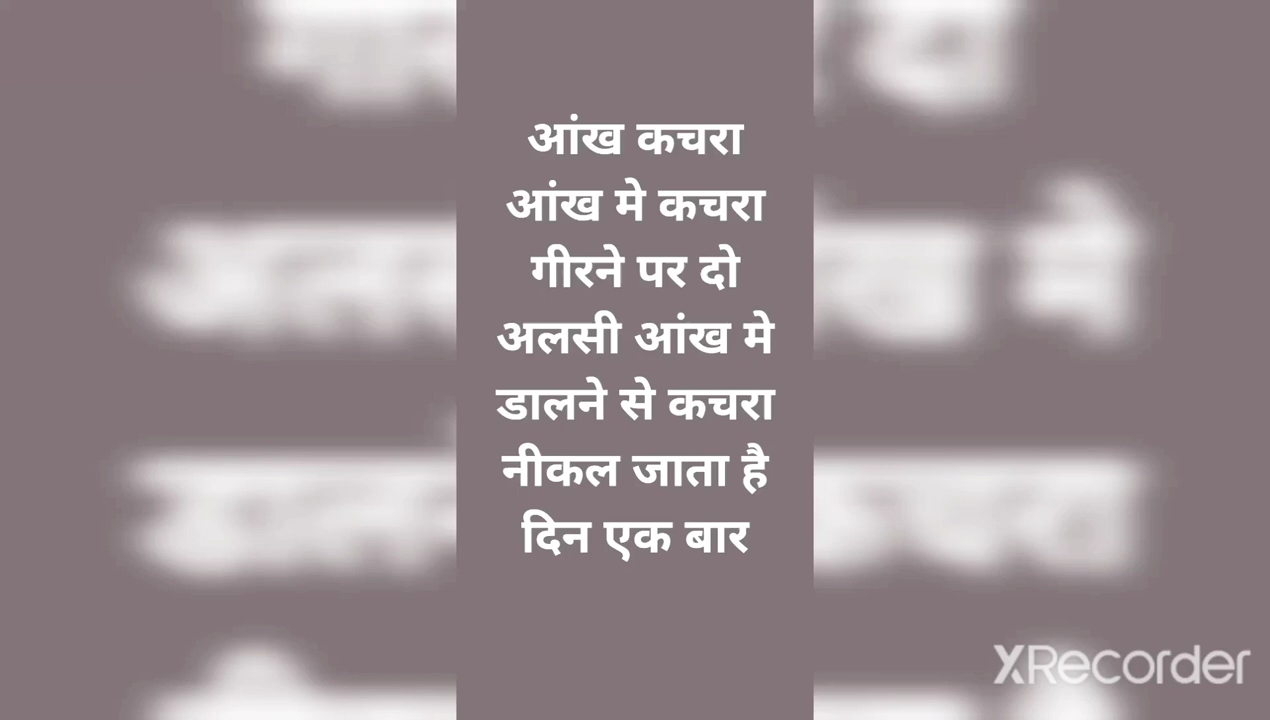 आंख कचरा
आंख मे कचरा
गीरने पर दो
अलसी आंख मे
डालने से कचरा
नीकल जाता है
दिन एक बार
XRecorder